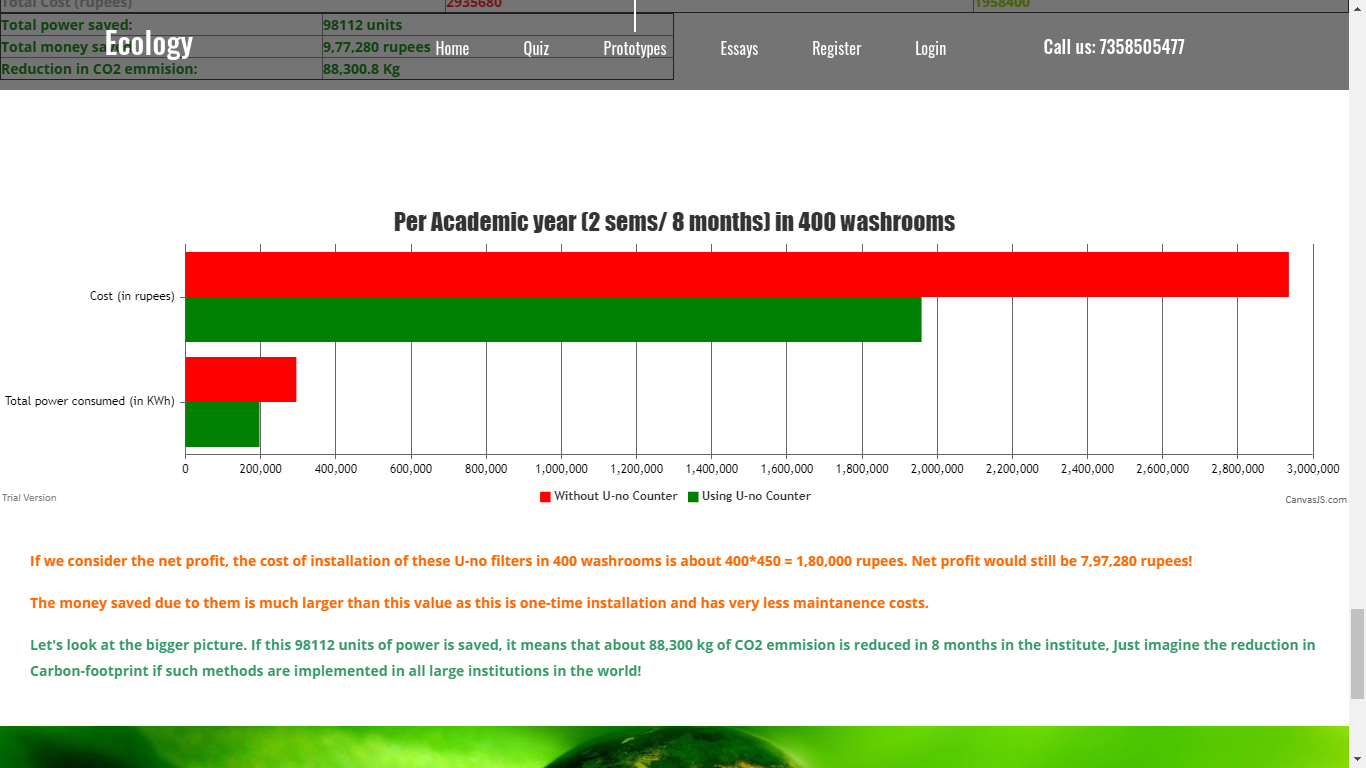 Total Cost (rupees) 2935680 1958400
Total power saved: 98112 units
Total money saved: 9,77,280 rupees
Reduction in CO2 emmision: 88,300.8 Kg
Ecology Home Quiz Prototypes Essays Register Login Call us: 7358505477
Per Academic year (2 sems/ 8 months) in 400 washrooms
Cost (in rupees)
Total power consumed (in KWh)
0 200,000 400,000 600,000 800,000 1,000,000 1,200,000 1,400,000 1,600,000 1,800,000 2,000,000 2,200,000 2,400,000 2,600,000 2,800,000 3,000,000
Without U-no Counter Using U-no Counter
Trial Version CanvasJS.com
If we consider the net profit, the cost of installation of these U-no filters in 400 washrooms is about 400*450 = 1,80,000 rupees. Net profit would still be 7,97,280 rupees!
The money saved due to them is much larger than this value as this is one-time installation and has very less maintanence costs.
Let's look at the bigger picture. If this 98112 units of power is saved, it means that about 88,300 kg of CO2 emmision is reduced in 8 months in the institute, Just imagine the reduction in
Carbon-footprint if such methods are implemented in all large institutions in the world!